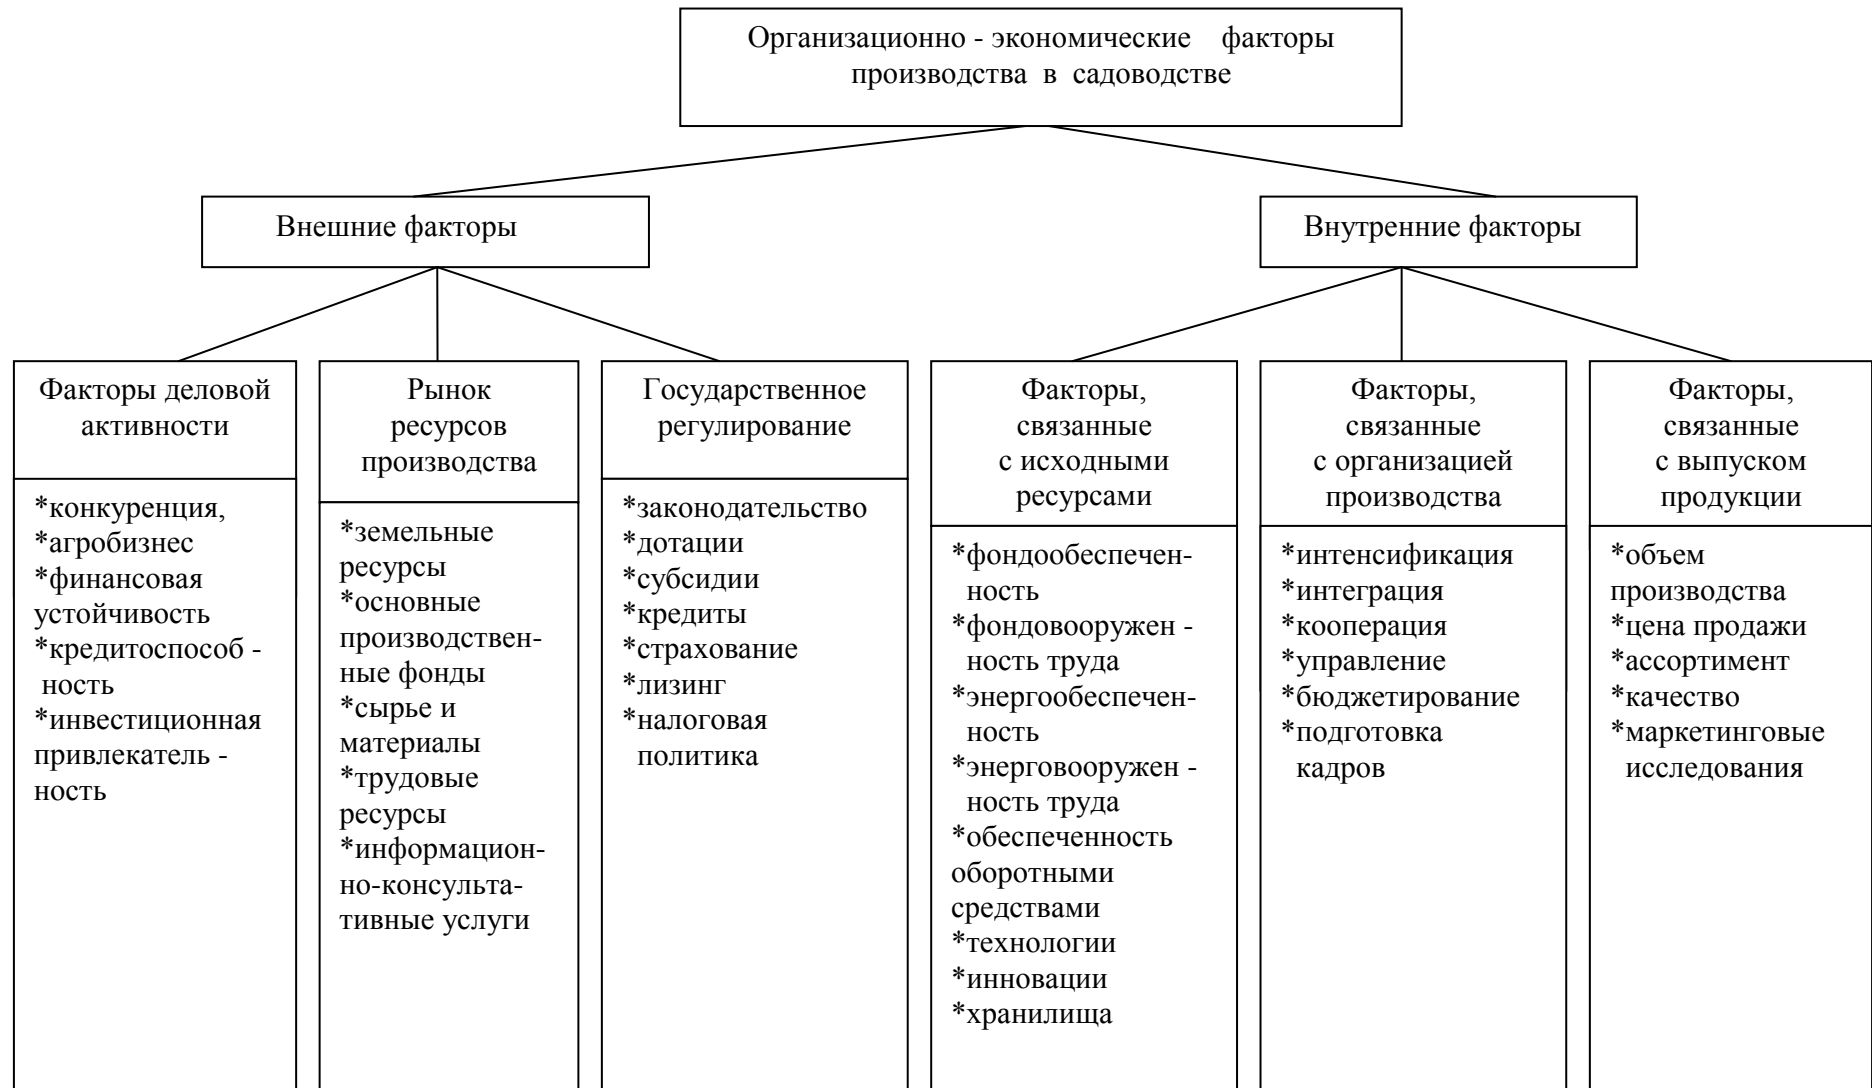 Организационно - экономические факторы
производства в садоводстве
Внешние факторы
Внутренние факторы
Факторы деловой
активности
*конкуренция,
*агробизнес
*финансовая
устойчивость
*кредитоспособ -
ность
*инвестиционная
привлекатель -
ность
Рынок
ресурсов
производства
*земельные
ресурсы
*основные
производствен-
ные фонды
*сырье и
материалы
*трудовые
ресурсы
*информацион-
но-консульта-
тивные услуги
Государственное
регулирование
*законодательство
*дотации
*субсидии
*кредиты
*страхование
*лизинг
*налоговая
политика
Факторы,
связанные
с исходными
ресурсами
*фондообеспечен-
ность
*фондовооружен -
ность труда
*энергообеспечен-
ность
*энерговооружен -
ность труда
*обеспеченность
оборотными
средствами
*технологии
*инновации
*хранилища
Факторы,
связанные
с организацией
производства
*интенсификация
*интеграция
*кооперация
*управление
*бюджетирование
*подготовка
кадров
Факторы,
связанные
с выпуском
продукции
*объем
производства
*цена продажи
*ассортимент
*качество
*маркетинговые
исследования